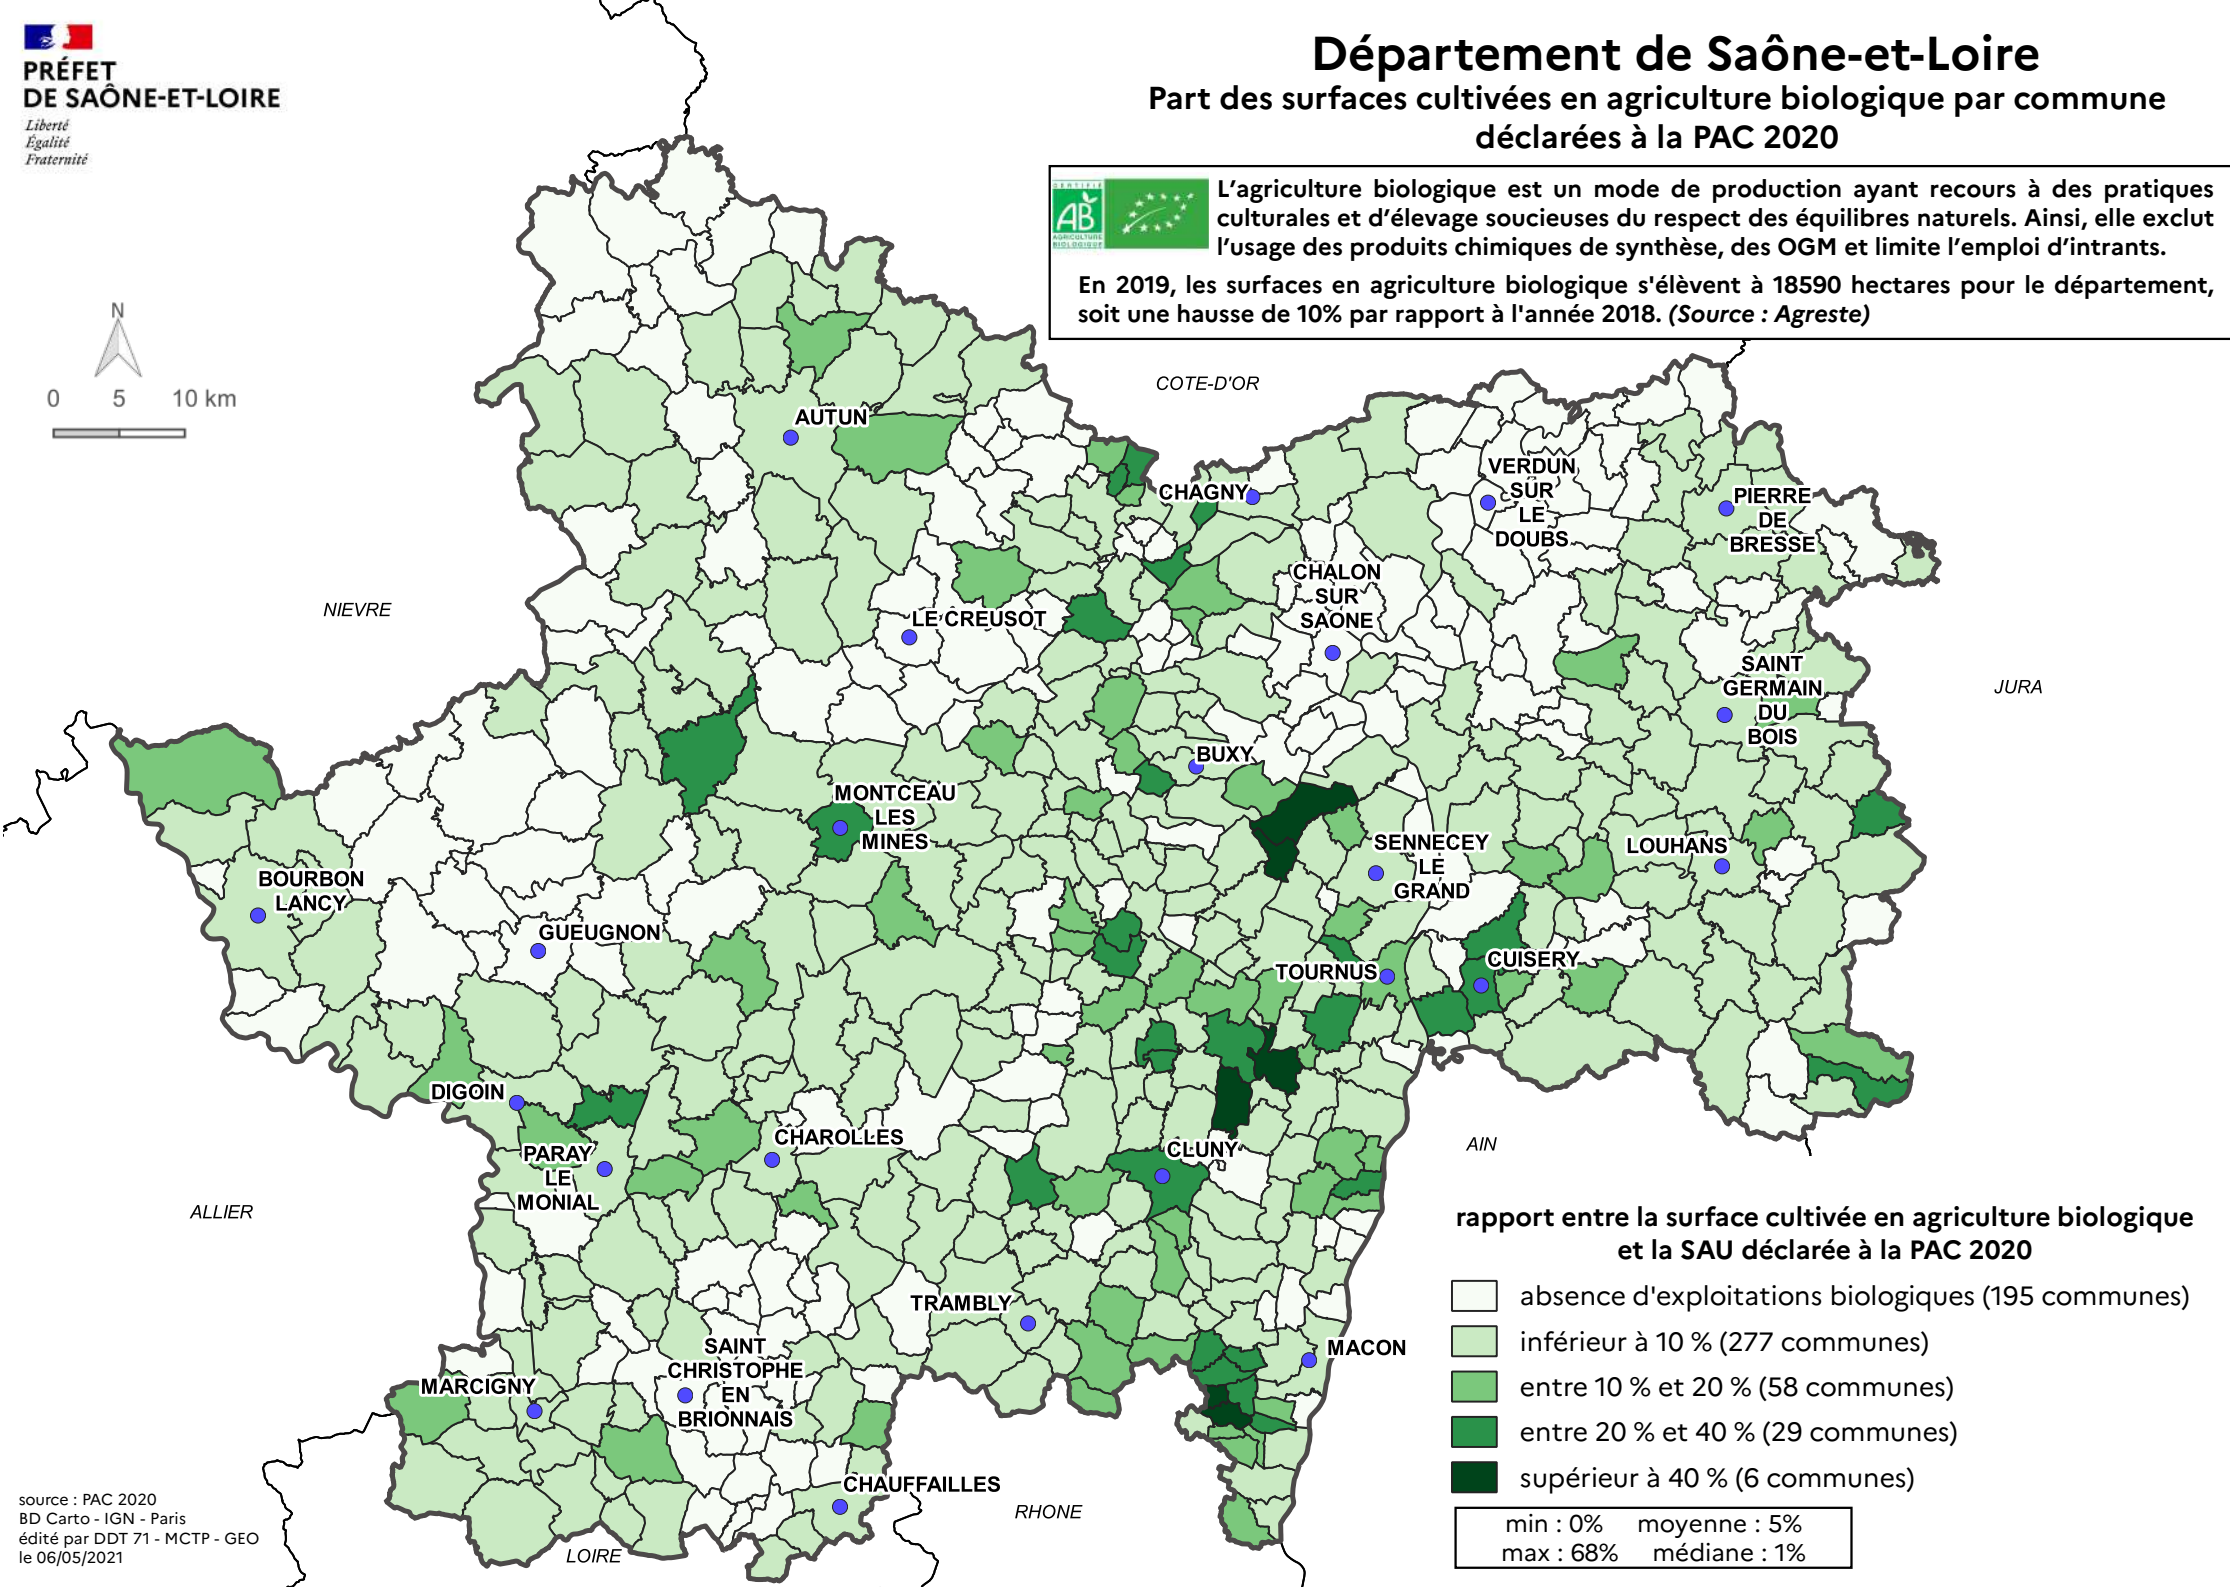 PRÉFET
DE SAÔNE-ET-LOIRE
Liberté
Égalité
Fraternité
Département de Saône-et-Loire
Part des surfaces cultivées en agriculture biologique par commune
déclarées à la PAC 2020
CERTIFIÉ
AB
AGRICULTURE
BIOLOGIQUE
L'agriculture biologique est un mode de production ayant recours à des pratiques
culturales et d'élevage soucieuses du respect des équilibres naturels. Ainsi, elle exclut
l'usage des produits chimiques de synthèse, des OGM et limite l'emploi d'intrants.
En 2019, les surfaces en agriculture biologique s'élèvent à 18590 hectares pour le département,
soit une hausse de 10% par rapport à l'année 2018. (Source : Agreste)
N
0 5 10 km
COTE-D'OR
AUTUN
CHAGNY
VERDUN
SUR
LE
DOUBS
PIERRE
DE
BRESSE
NIEVRE
LE CREUSOT
CHALON
SUR
SAONE
SAINT
GERMAIN
DU
BOIS
JURA
BUXY
MONTCEAU
LES
MINES
SENNECEY
LE
GRAND
LOUHANS
BOURBON
LANCY
GUEUGNON
TOURNUS
CUISERY
DIGOIN
PARAY
LE
MONIAL
CHAROLLES
CLUNY
AIN
ALLIER
TRAMBLY
MACON
SAINT
CHRISTOPHE
EN
BRIONNAIS
MARCIGNY
CHAUFFAILLES
RHONE
LOIRE
rapport entre la surface cultivée en agriculture biologique
et la SAU déclarée à la PAC 2020
absence d'exploitations biologiques (195 communes)
inférieur à 10 % (277 communes)
entre 10 % et 20 % (58 communes)
entre 20 % et 40 % (29 communes)
supérieur à 40 % (6 communes)
min : 0% moyenne : 5%
max : 68% médiane : 1%
source : PAC 2020
BD Carto - IGN - Paris
édité par DDT 71 - MCTP - GEO
le 06/05/2021